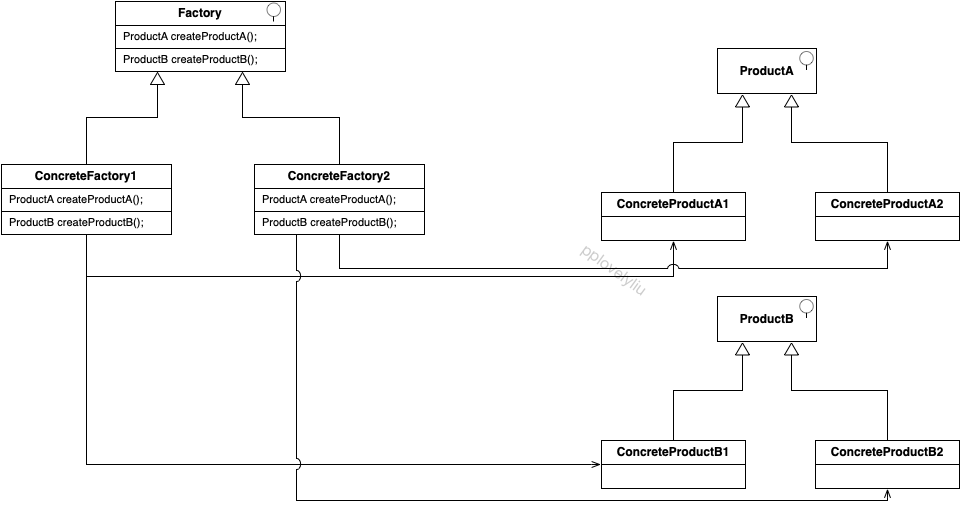 Factory
ProductA createProductA();
ProductB createProductB();
ProductA
ConcreteFactory1
ProductA createProductA();
ProductB createProductB();
ConcreteFactory2
ProductA createProductA();
ProductB createProductB();
ConcreteProductA1
ConcreteProductA2
pplovelyliu
ProductB
ConcreteProductB1
ConcreteProductB2